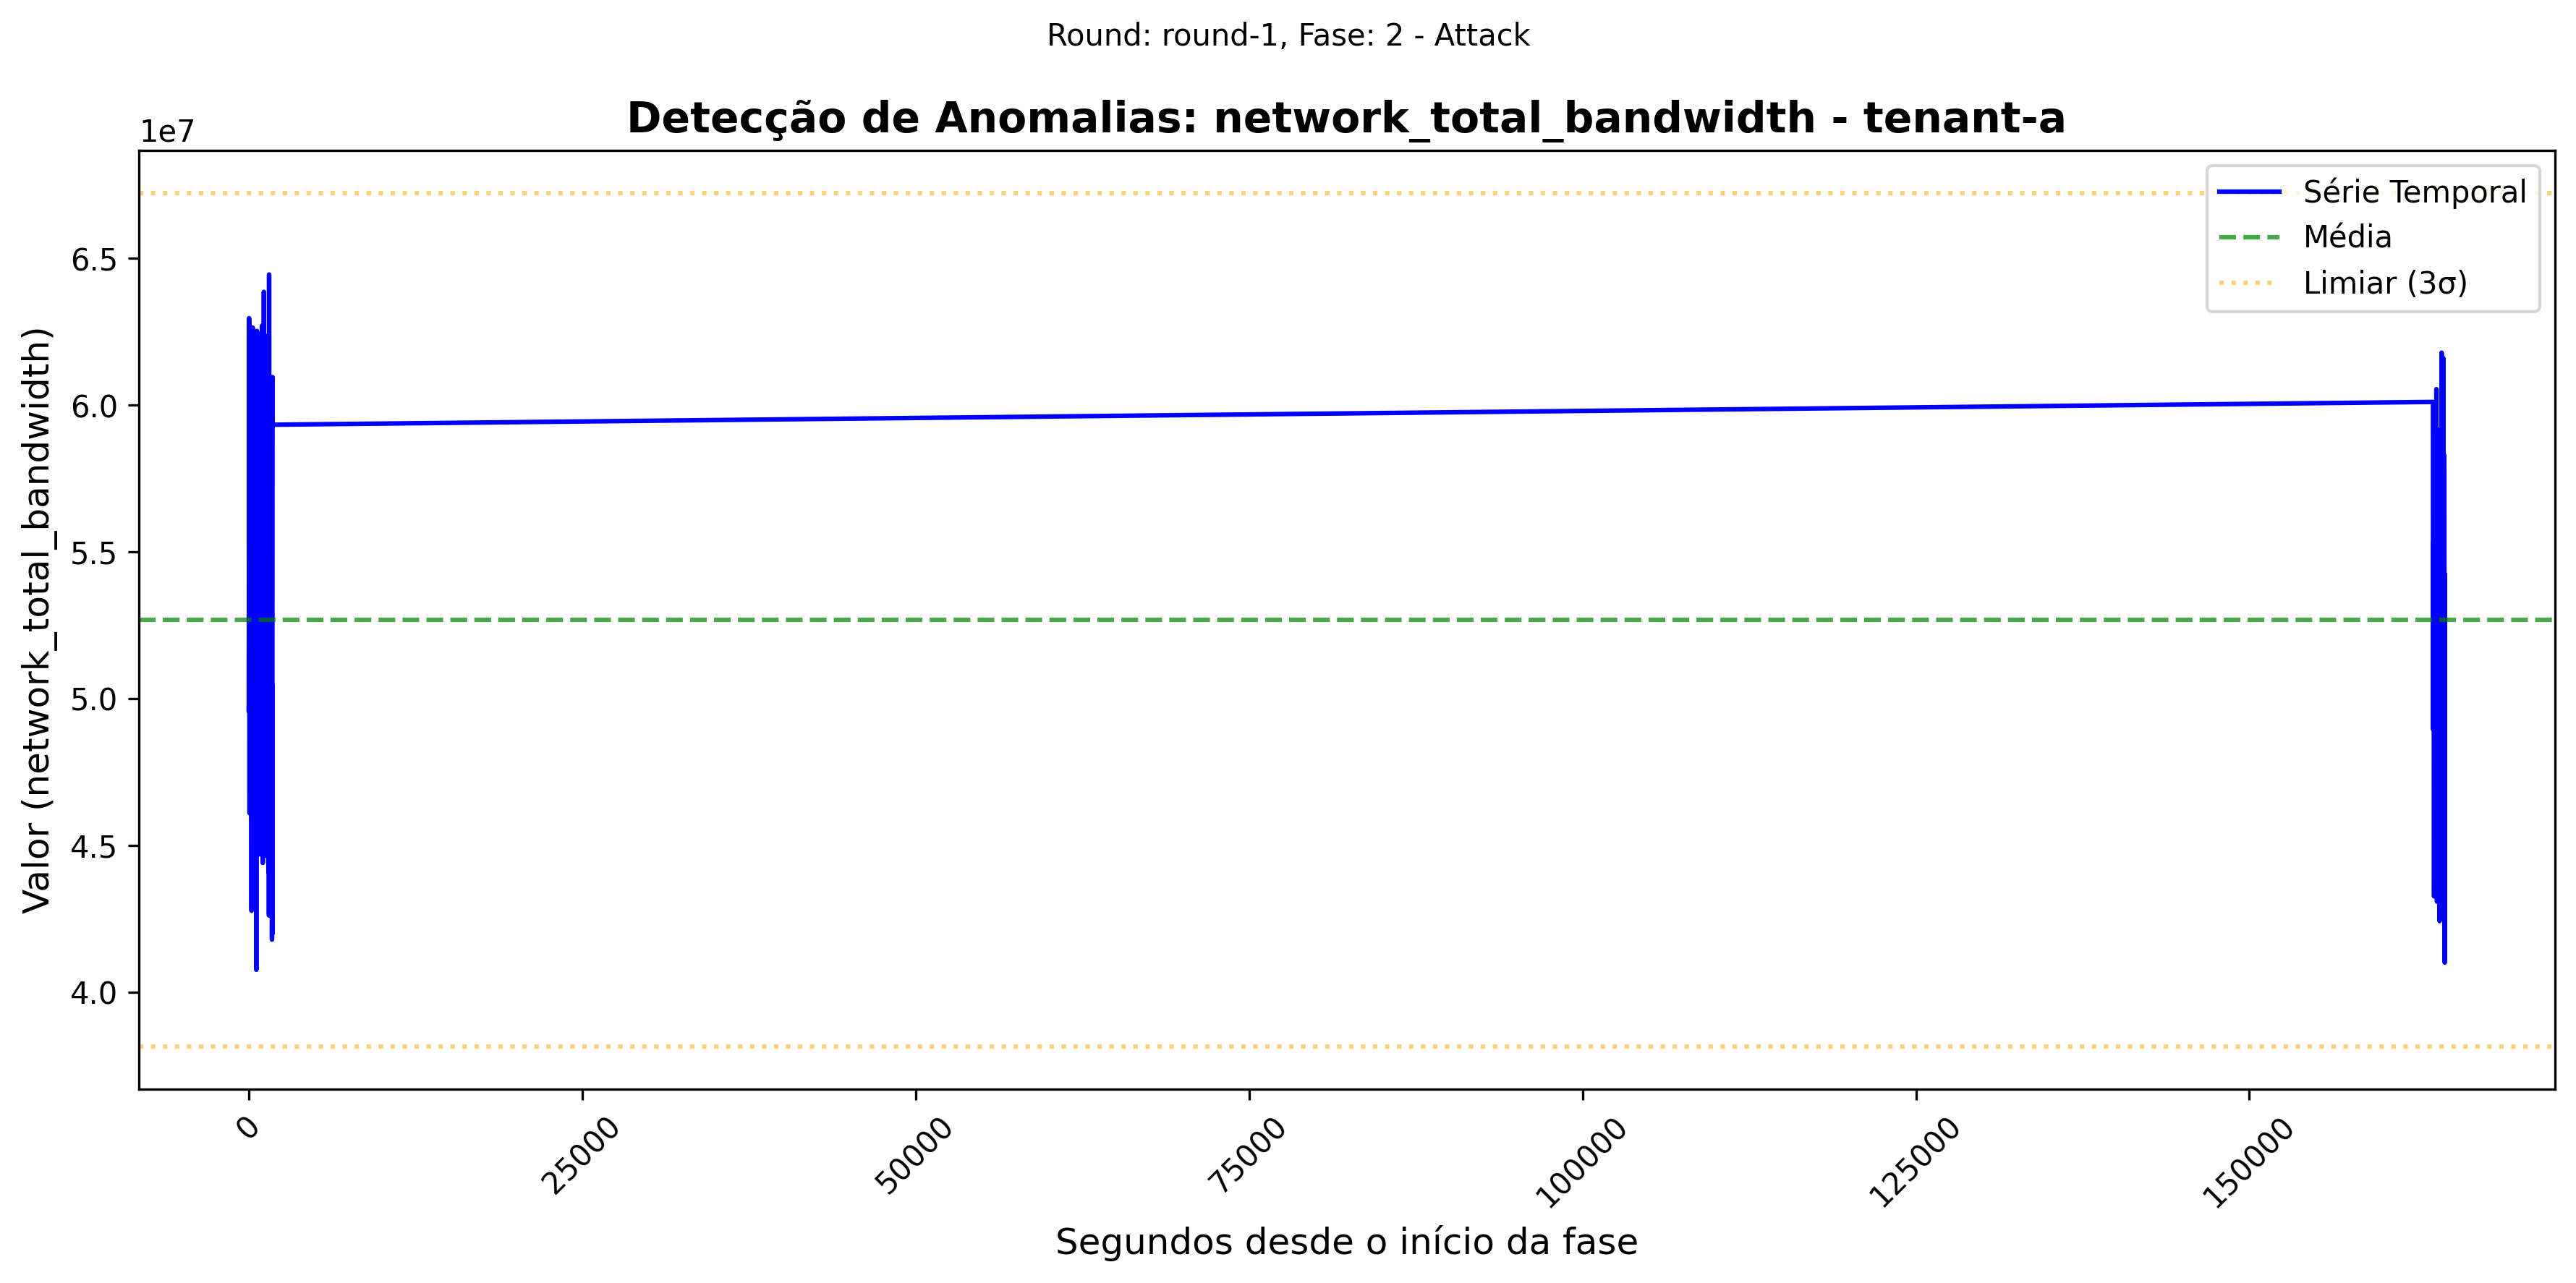 Round: round-1, Fase: 2 - Attack
Detecção de Anomalias: network_total_bandwidth - tenant-a
1e7
Série Temporal
Média
Limiar (3σ)
Valor (network_total_bandwidth)
6.5
6.0
5.5
5.0
4.5
4.0
0
25000
50000
75000
100000
125000
150000
Segundos desde o início da fase